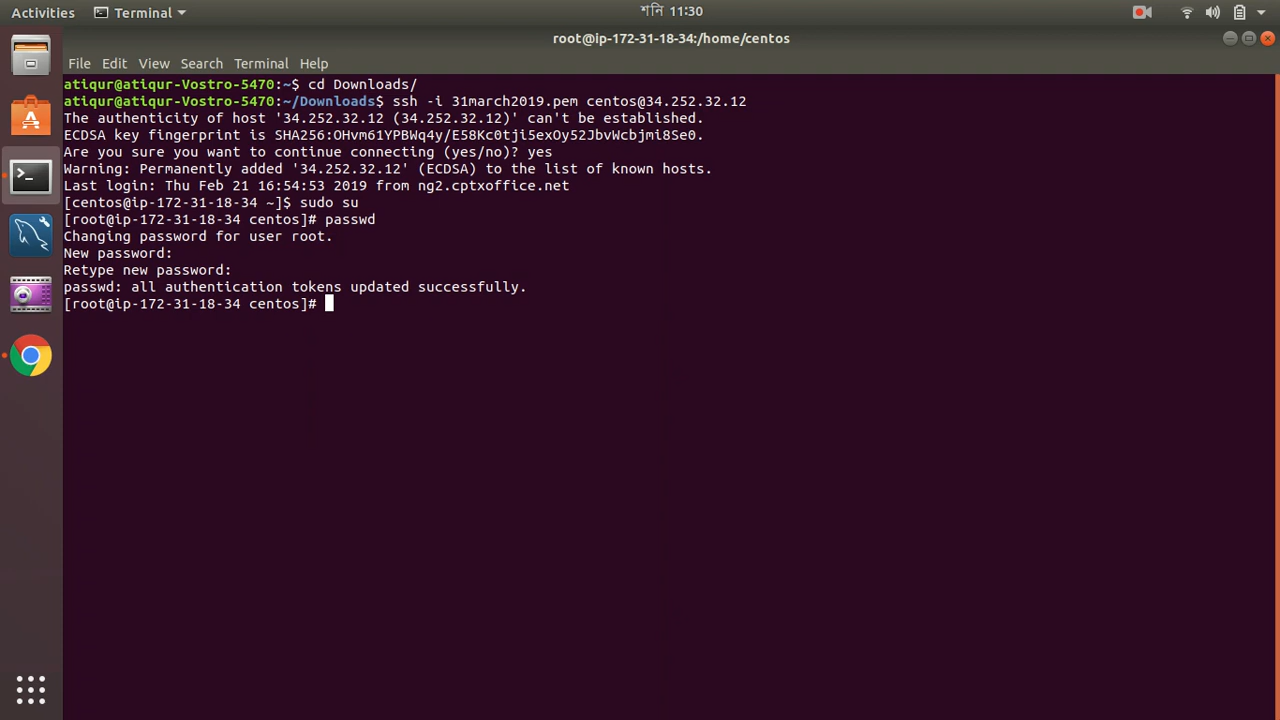 Activities Terminal শনি 11:30
root@ip-172-31-18-34:/home/centos
File Edit View Search Terminal Help
atiqur@atiqur-Vostro-5470:~$ cd Downloads/
atiqur@atiqur-Vostro-5470:~/Downloads$ ssh -i 31march2019.pem centos@34.252.32.12
The authenticity of host '34.252.32.12 (34.252.32.12)' can't be established.
ECDSA key fingerprint is SHA256:OHvm61YPBWq4y/E58Kc0tji5exOy52JbvWcbjmi8Se0.
Are you sure you want to continue connecting (yes/no)? yes
Warning: Permanently added '34.252.32.12' (ECDSA) to the list of known hosts.
Last login: Thu Feb 21 16:54:53 2019 from ng2.cptxoffice.net
[centos@ip-172-31-18-34 ~]$ sudo su
[root@ip-172-31-18-34 centos]# passwd
Changing password for user root.
New password:
Retype new password:
passwd: all authentication tokens updated successfully.
[root@ip-172-31-18-34 centos]#